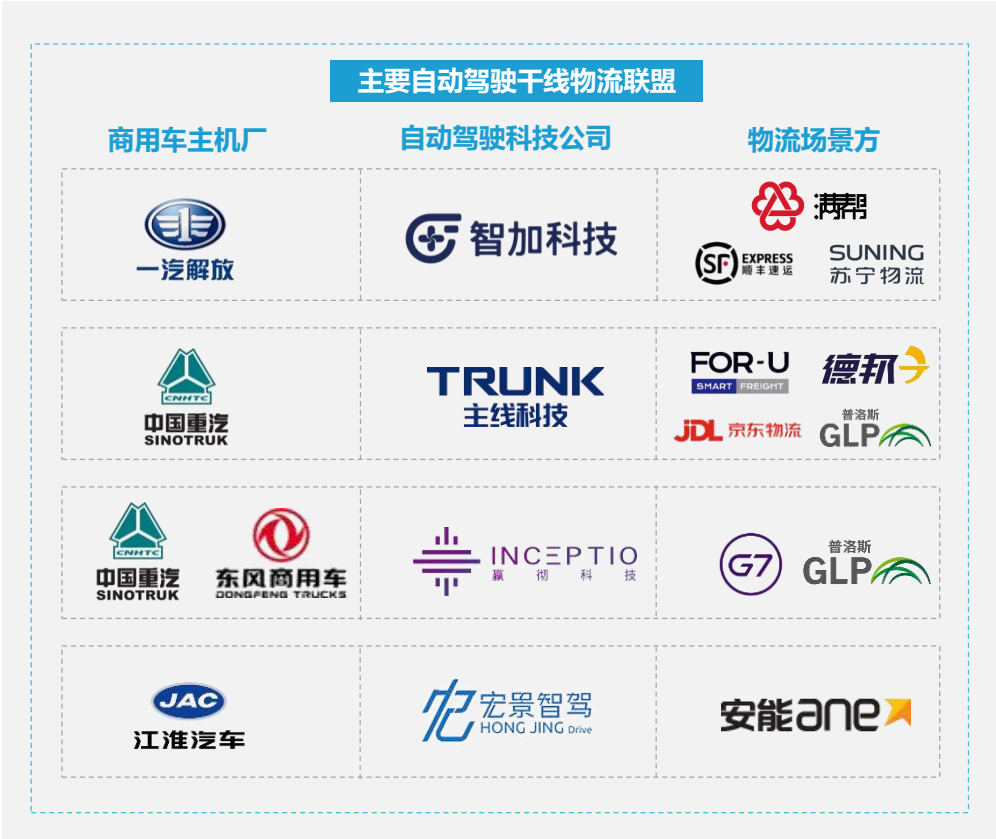 主要自动驾驶干线物流联盟
商用车主机厂
自动驾驶科技公司
物流场景方
1
一汽解放
智加科技
满帮
SF EXPRESS
顺丰速运
SUNING
苏宁物流
CNHTC
中国重汽
SINOTRUK
TRUNK
主线科技
FOR-U
SMART FREIGHT
德邦
JDL 京东物流
普洛斯
GLP
CNHTC
中国重汽
SINOTRUK
东风商用车
DONGFENG TRUCKS
INCEPTIO
赢彻科技
G7
普洛斯
GLP
JAC
江淮汽车
宏景智驾
HONG JING Drive
安能ane